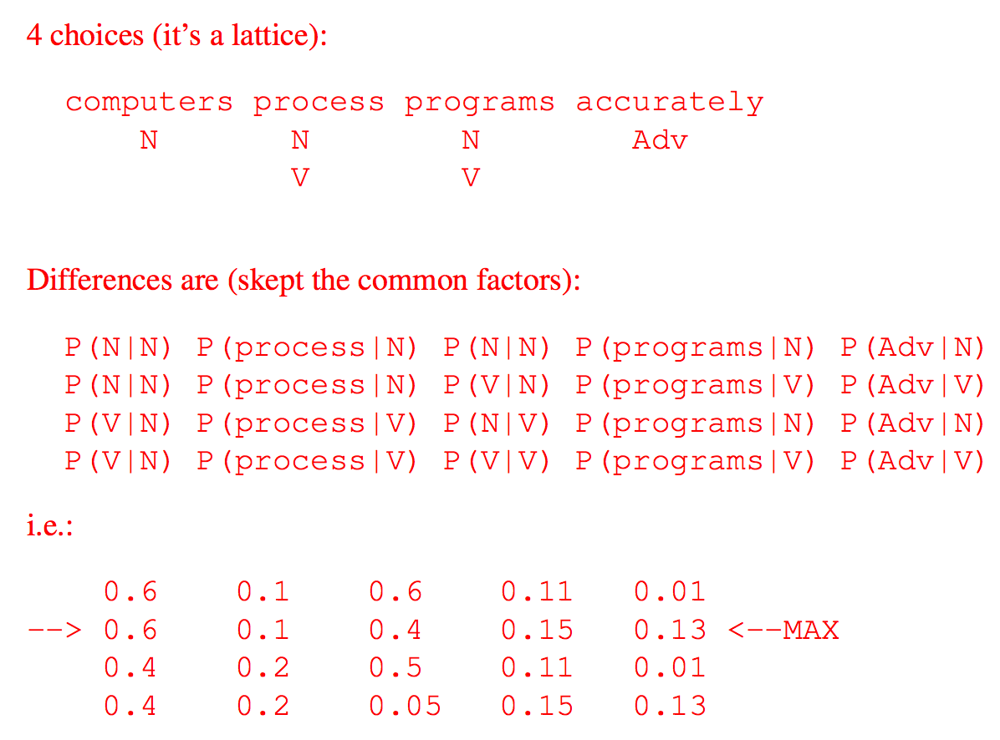 4 choices (it’s a lattice):
computers process programs accurately
N N N Adv
V V
Differences are (skept the common factors):
P(N|N) P(process|N) P(N|N) P(programs|N) P(Adv|N)
P(N|N) P(process|N) P(V|N) P(programs|V) P(Adv|V)
P(V|N) P(process|V) P(N|V) P(programs|N) P(Adv|N)
P(V|N) P(process|V) P(V|V) P(programs|V) P(Adv|V)
i.e.:
0.6 0.1 0.6 0.11 0.01
--> 0.6 0.1 0.4 0.15 0.13 <--MAX
0.4 0.2 0.5 0.11 0.01
0.4 0.2 0.05 0.15 0.13